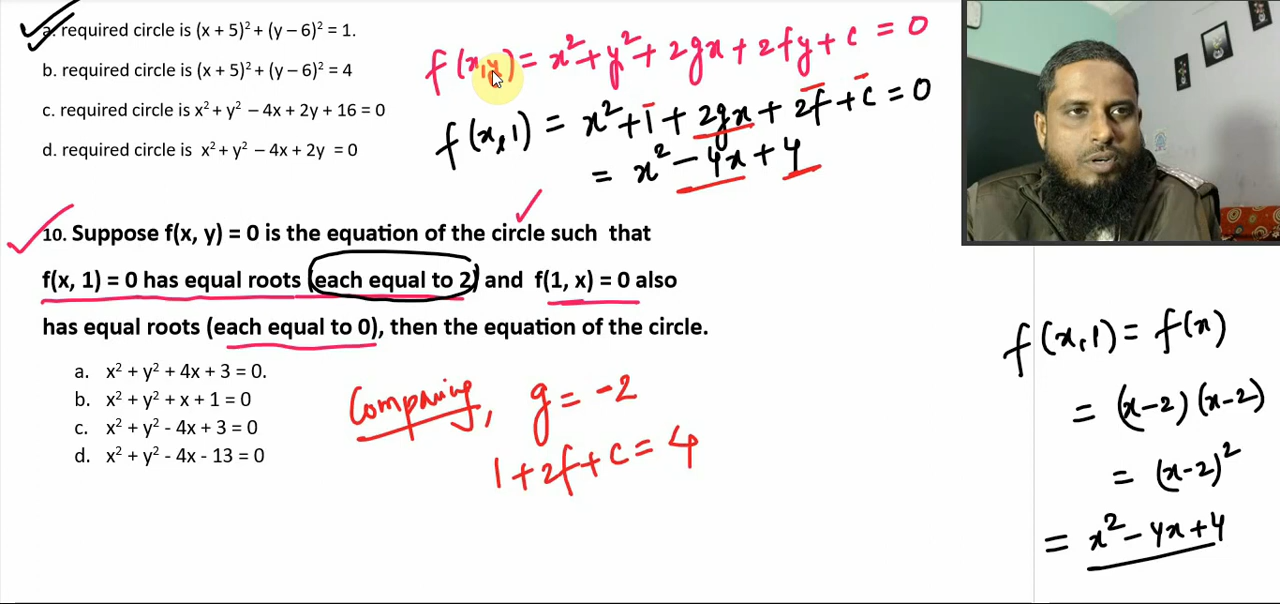 a. required circle is (x + 5)² + (y – 6)² = 1.
b. required circle is (x + 5)² + (y – 6)² = 4
c. required circle is x² + y² – 4x + 2y + 16 = 0
d. required circle is x² + y² – 4x + 2y = 0
f(x,y) = x² + y² + 2gx + 2fy + c = 0
f(x,1) = x² + 1 + 2gx + 2f + c = 0
= x² - 4x + 4
10. Suppose f(x, y) = 0 is the equation of the circle such that
f(x, 1) = 0 has equal roots (each equal to 2) and f(1, x) = 0 also
has equal roots (each equal to 0), then the equation of the circle.
a. x² + y² + 4x + 3 = 0.
b. x² + y² + x + 1 = 0
c. x² + y² - 4x + 3 = 0
d. x² + y² - 4x - 13 = 0
Comparing, g = -2
1 + 2f + c = 4
f(x,1) = f(x)
= (x-2)(x-2)
= (x-2)²
= x² - 4x + 4